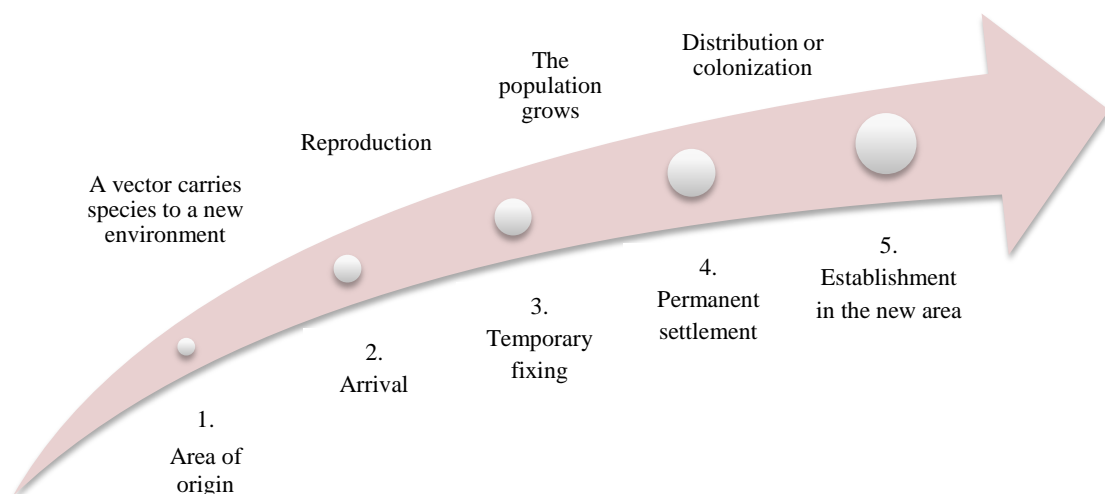 Distribution or
colonization
The
population
grows
Reproduction
A vector carries
species to a new
environment
1.
Area of
origin
2.
Arrival
3.
Temporary
fixing
4.
Permanent
settlement
5.
Establishment
in the new area